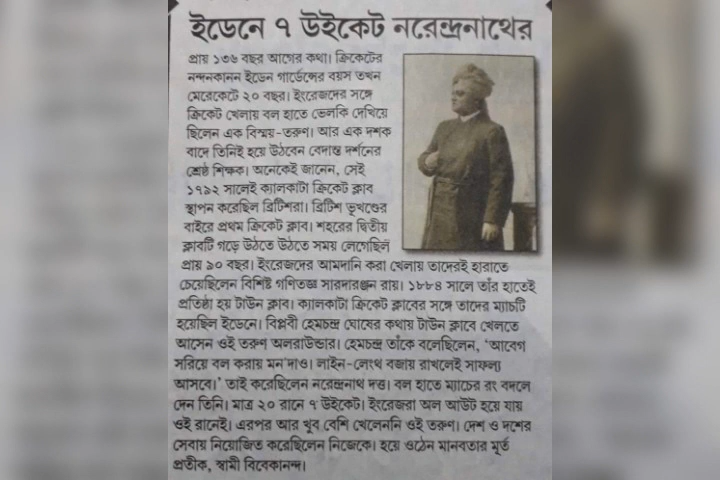 ইডেনে ৭ উইকেট নরেন্দ্রনাথের
প্রায় ১৩৬ বছর আগের কথা। ক্রিকেটের
নন্দনকানন ইডেন গার্ডেন্সের বয়স তখন
মেরেকেটে ২০ বছর। ইংরেজদের সঙ্গে
ক্রিকেট খেলায় বল হাতে ভেলকি দেখিয়ে
ছিলেন এক বিস্ময়-তরুণ। আর এক দশক
বাদে তিনিই হয়ে উঠবেন বেদান্ত দর্শনের
শ্রেষ্ঠ শিক্ষক। অনেকেই জানেন, সেই
১৭৯২ সালেই ক্যালকাটা ক্রিকেট ক্লাব
স্থাপন করেছিল ব্রিটিশরা। ব্রিটিশ ভূখণ্ডের
বাইরে প্রথম ক্রিকেট ক্লাব। শহরের দ্বিতীয়
ক্লাবটি গড়ে উঠতে উঠতে সময় লেগেছিল
প্রায় ৯০ বছর। ইংরেজদের আমদানি করা খেলায় তাদেরই হারাতে
চেয়েছিলেন বিশিষ্ট গণিতজ্ঞ সারদারঞ্জন রায়। ১৮৮৪ সালে তাঁর হাতেই
প্রতিষ্ঠা হয় টাউন ক্লাব। ক্যালকাটা ক্রিকেট ক্লাবের সঙ্গে তাদের ম্যাচটি
হয়েছিল ইডেনে। বিপ্লবী হেমচন্দ্র ঘোষের কথায় টাউন ক্লাবে খেলতে
আসেন ওই তরুণ অলরাউন্ডার। হেমচন্দ্র তাঁকে বলেছিলেন, ‘আবেগ
সরিয়ে বল করায় মন দাও। লাইন-লেংথ বজায় রাখলেই সাফল্য
আসবে।’ তাই করেছিলেন নরেন্দ্রনাথ দত্ত। বল হাতে ম্যাচের রং বদলে
দেন তিনি। মাত্র ২০ রানে ৭ উইকেট। ইংরেজরা অল আউট হয়ে যায়
ওই রানেই। এরপর আর খুব বেশি খেলেননি ওই তরুণ। দেশ ও দশের
সেবায় নিয়োজিত করেছিলেন নিজেকে। হয়ে ওঠেন মানবতার মূর্ত
প্রতীক, স্বামী বিবেকানন্দ।